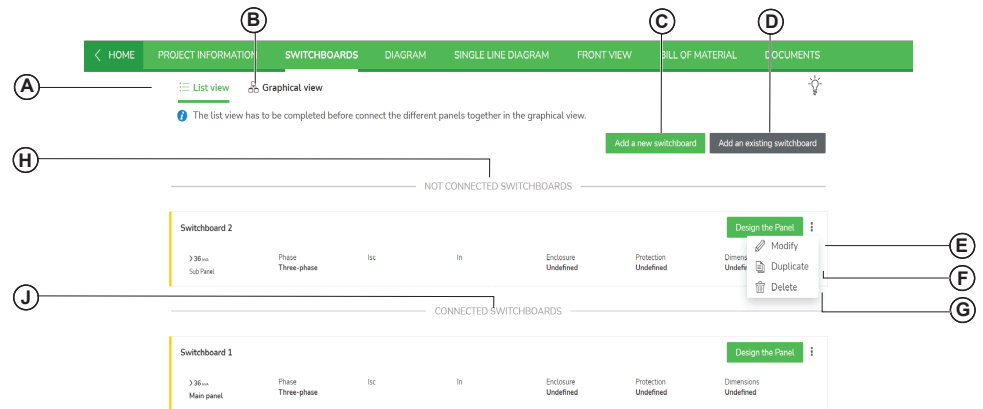 B C D
HOME PROJECT INFORMATION SWITCHBOARDS DIAGRAM SINGLE LINE DIAGRAM FRONT VIEW BILL OF MATERIAL DOCUMENTS
A List view Graphical view
i The list view has to be completed before connect the different panels together in the graphical view.
Add a new switchboard Add an existing switchboard
H
NOT CONNECTED SWITCHBOARDS
Switchboard 2 Design the Panel
Modify E
36 Phase Isc In Enclosure Protection
Sub Panel Three-phase Undefined Undefined Duplicate F
Delete G
J
CONNECTED SWITCHBOARDS
Switchboard 1 Design the Panel
36 Phase Isc In Enclosure Protection Dimensions
Main panel Three-phase Undefined Undefined Undefined